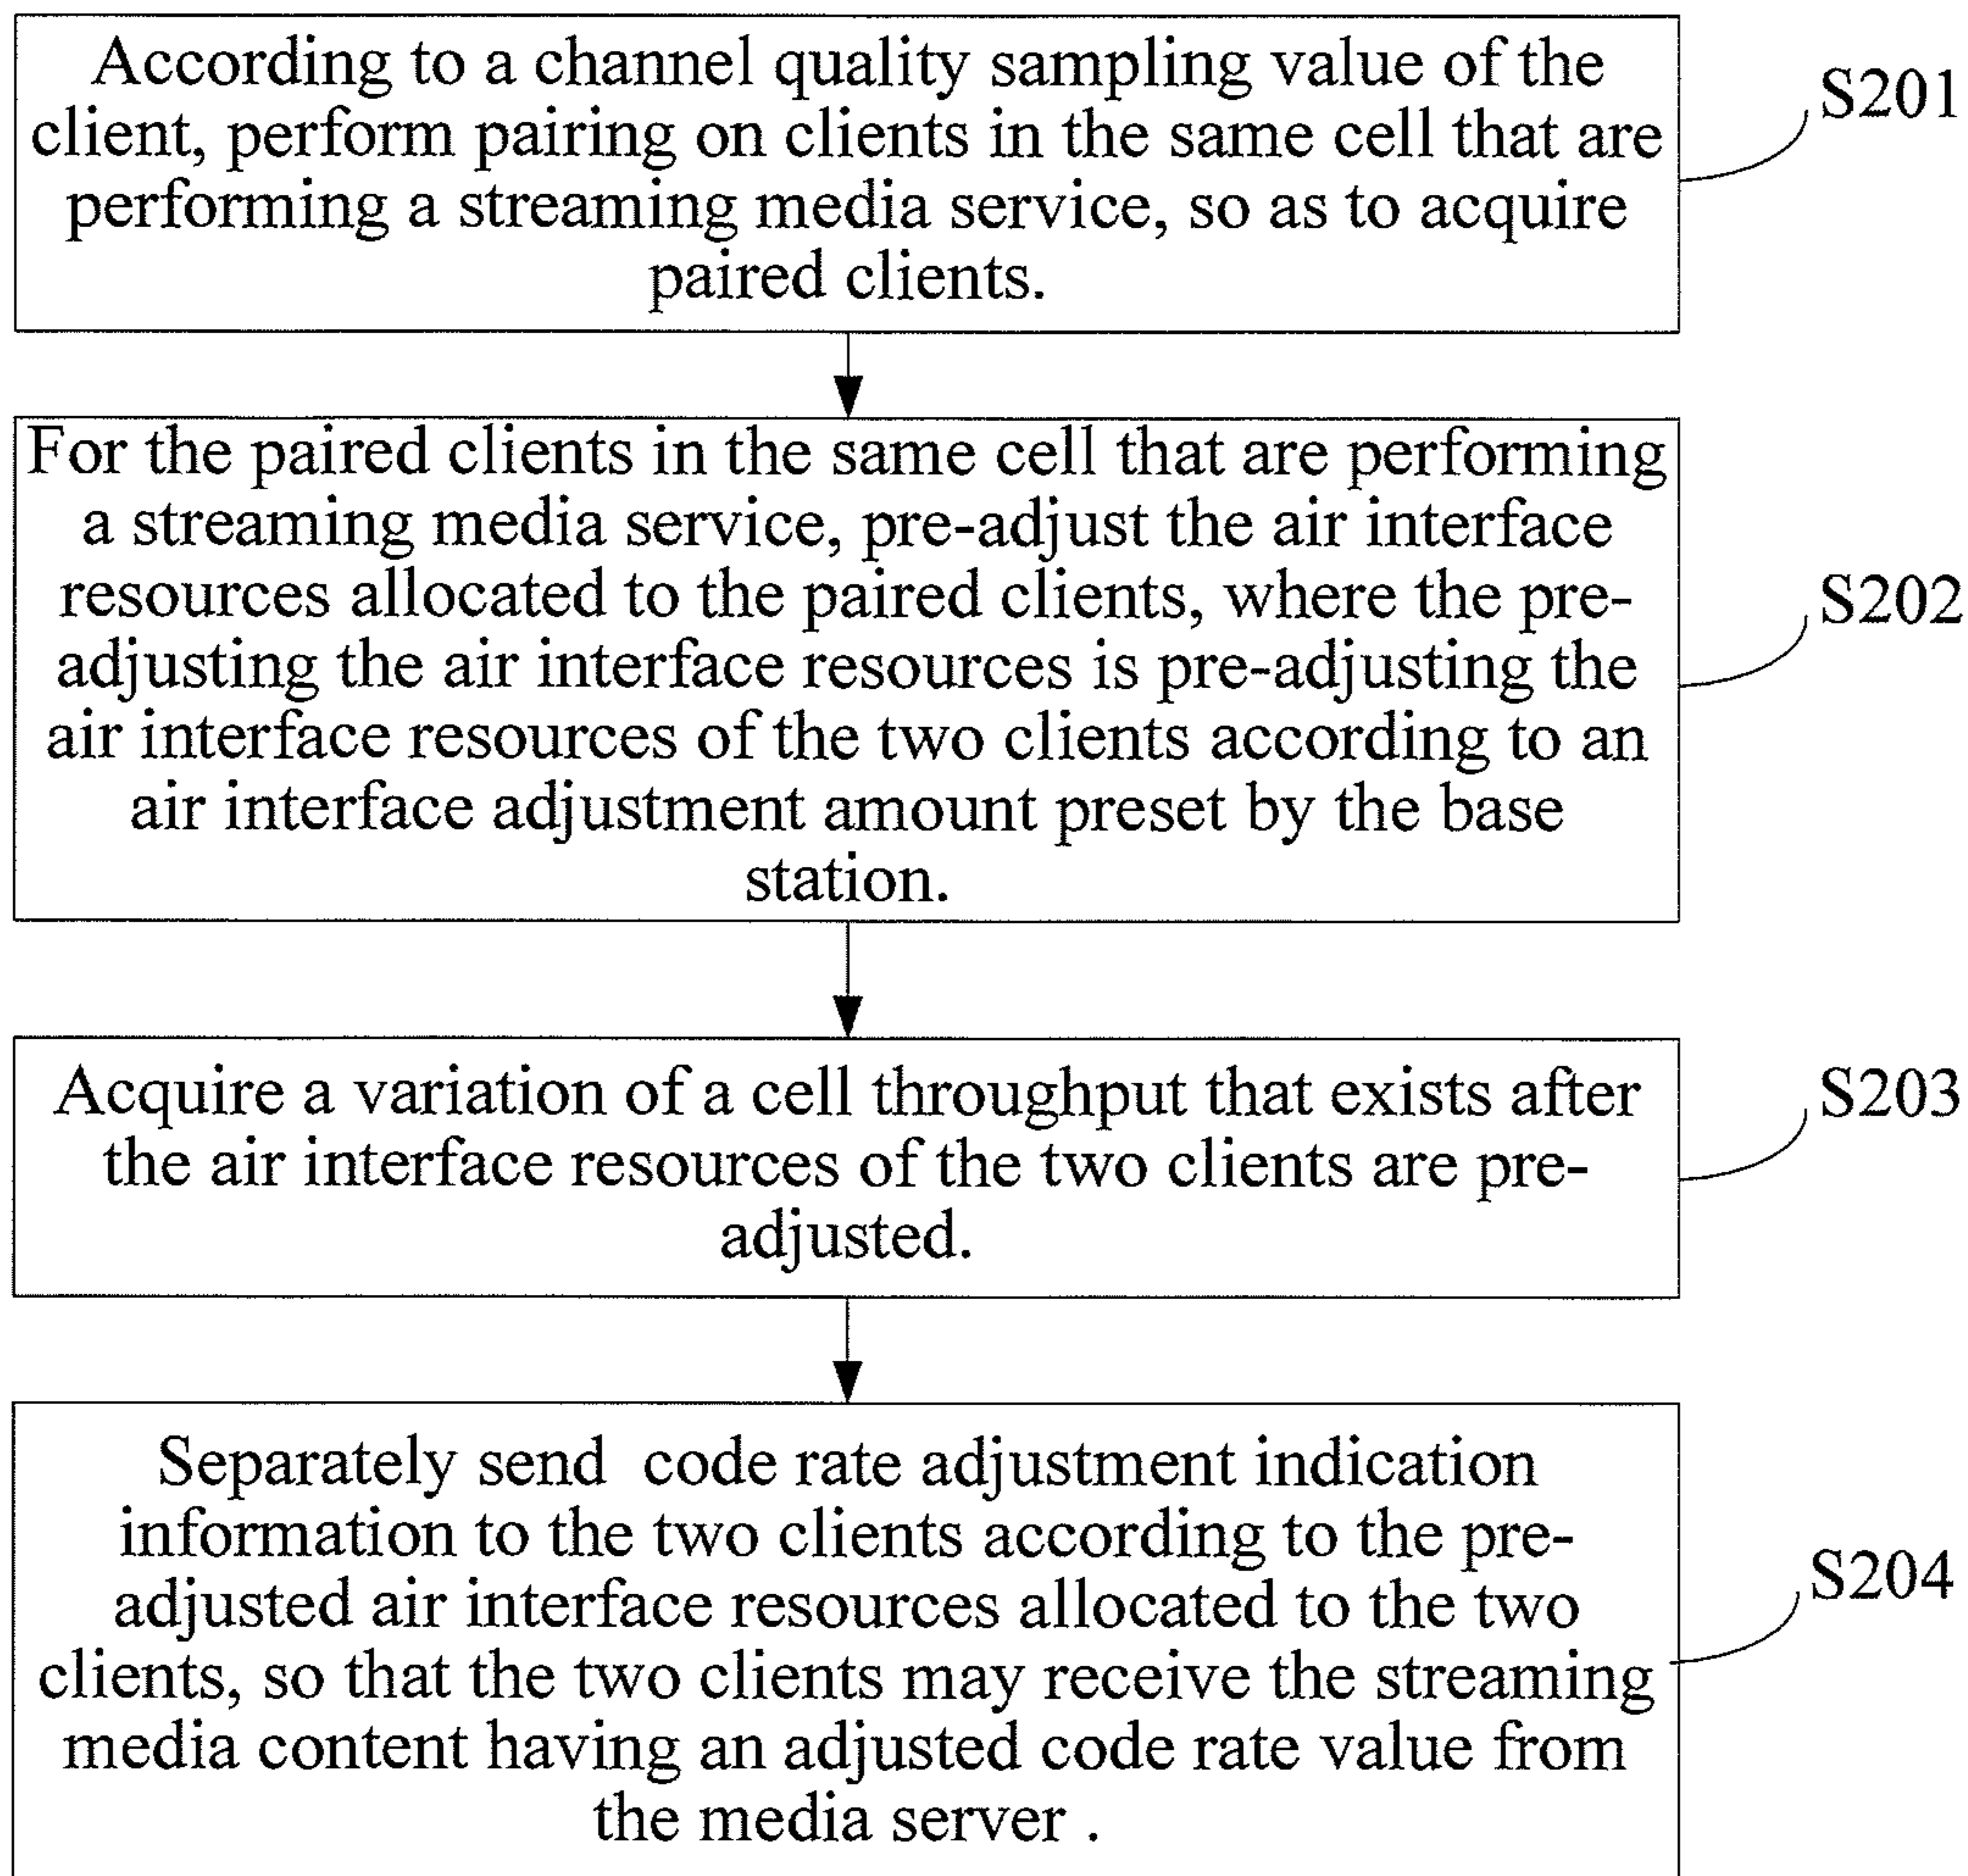 According to a channel quality sampling value of the
client, perform pairing on clients in the same cell that are
performing a streaming media service, so as to acquire
paired clients.
S201
For the paired clients in the same cell that are performing
a streaming media service, pre-adjust the air interface
resources allocated to the paired clients, where the pre-
adjusting the air interface resources is pre-adjusting the
air interface resources of the two clients according to an
air interface adjustment amount preset by the base
station.
S202
Acquire a variation of a cell throughput that exists after
the air interface resources of the two clients are pre-
adjusted.
S203
Separately send code rate adjustment indication
information to the two clients according to the pre-
adjusted air interface resources allocated to the two
clients, so that the two clients may receive the streaming
media content having an adjusted code rate value from
the media server .
S204